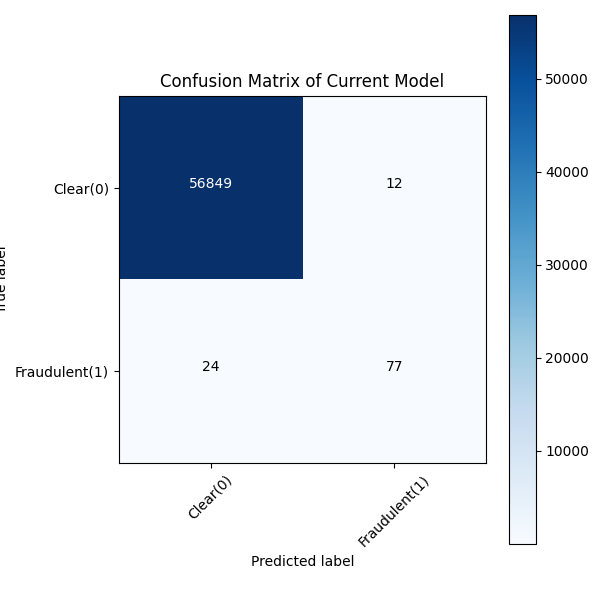 Confusion Matrix of Current Model
Clear(0)
56849
12
Fraudulent(1)
24
77
Clear(0)
Fraudulent(1)
Predicted label
label
50000
40000
30000
20000
10000